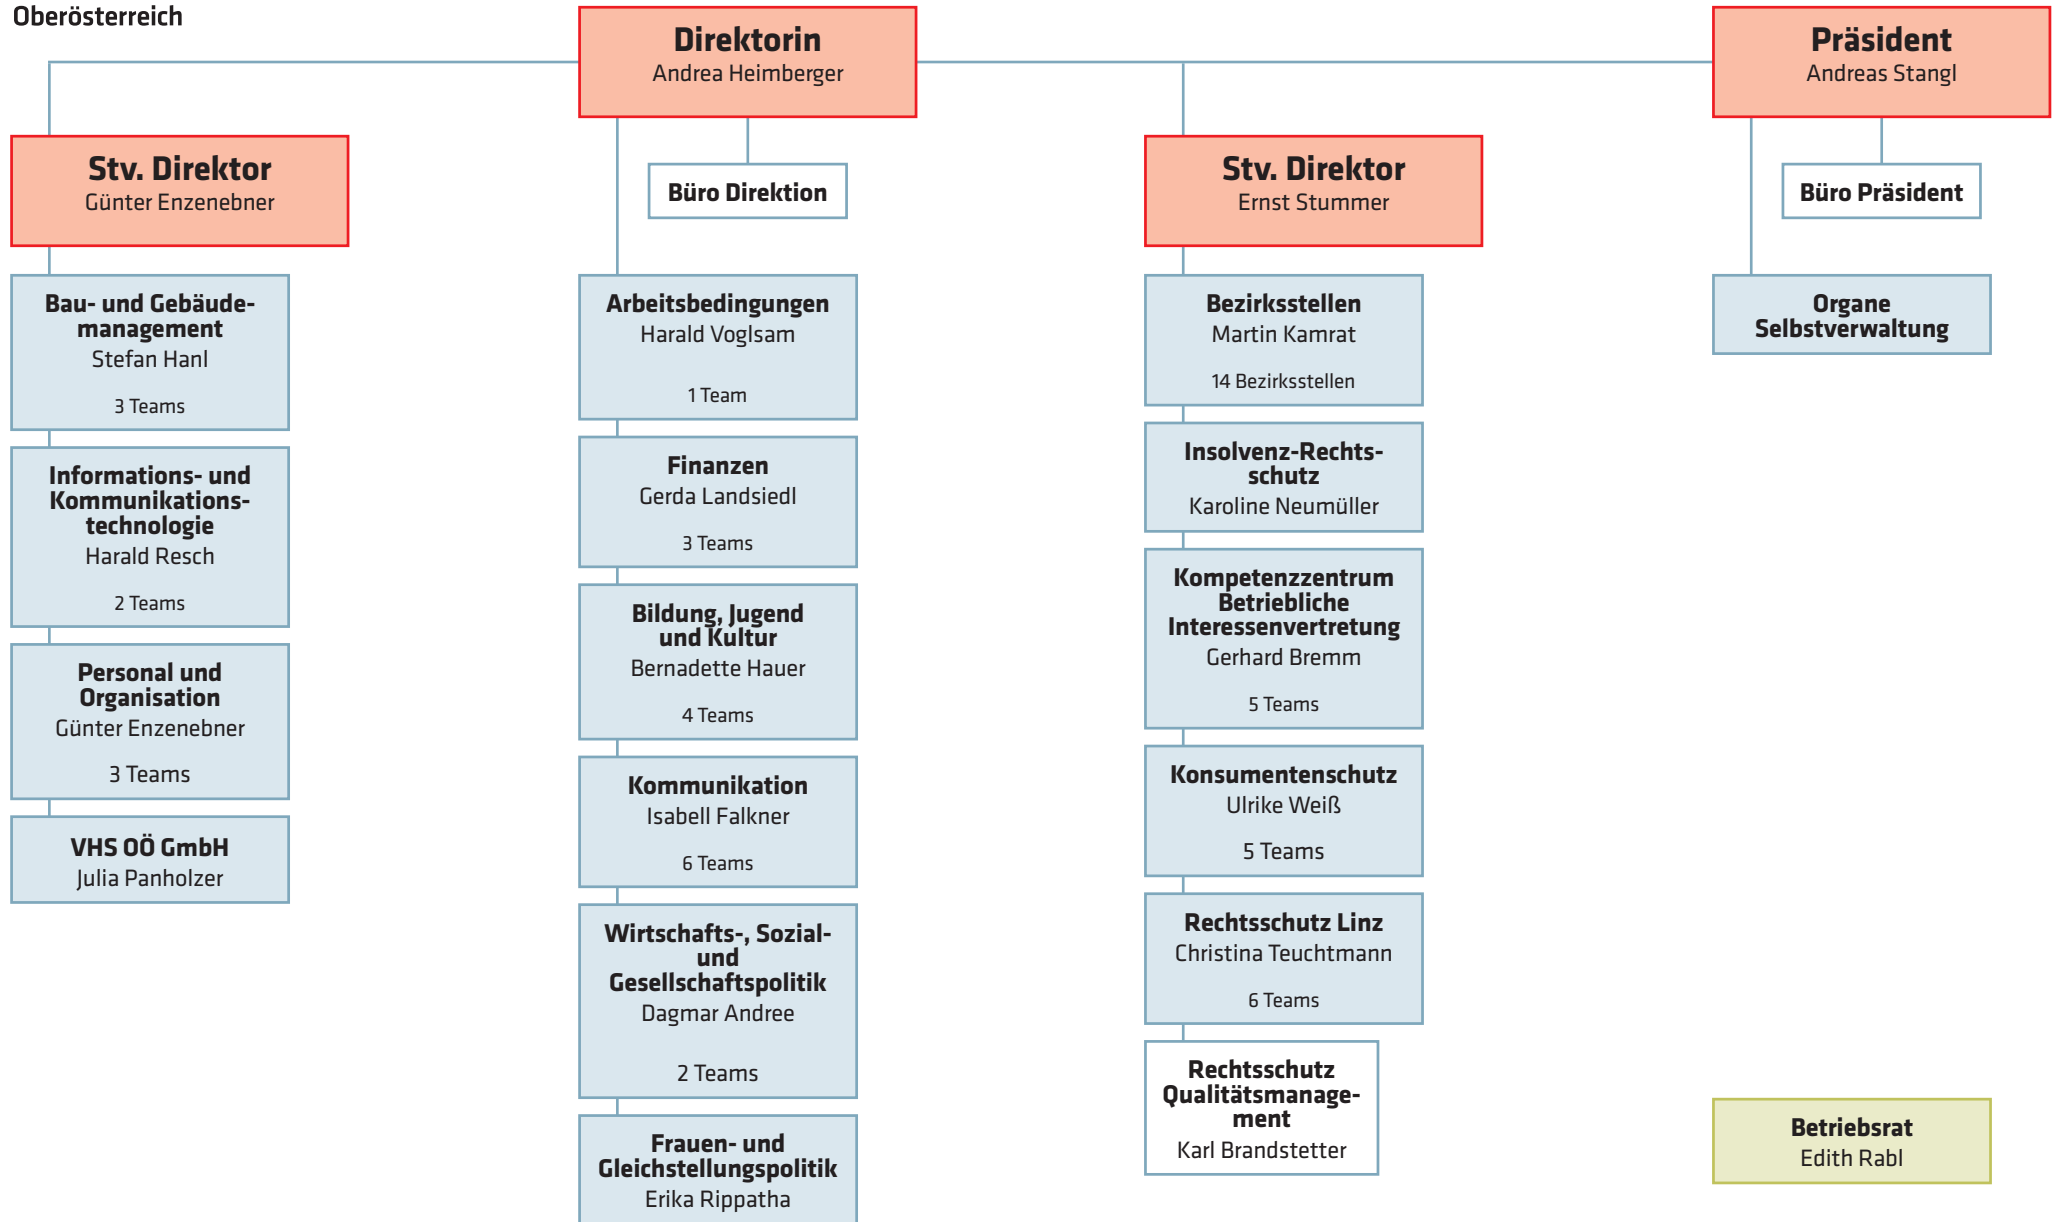 Oberösterreich
Direktorin
Andrea Heimberger
Präsident
Andreas Stangl
Stv. Direktor
Günter Enzenebner
Büro Direktion
Stv. Direktor
Ernst Stummer
Büro Präsident
Bau- und Gebäude-
management
Stefan Hanl
3 Teams
Informations- und
Kommunikations-
technologie
Harald Resch
2 Teams
Personal und
Organisation
Günter Enzenebner
3 Teams
VHS OÖ GmbH
Julia Panholzer
Arbeitsbedingungen
Harald Voglsam
1 Team
Finanzen
Gerda Landsiedl
3 Teams
Bildung, Jugend
und Kultur
Bernadette Hauer
4 Teams
Kommunikation
Isabell Falkner
6 Teams
Wirtschafts-, Sozial-
und
Gesellschaftspolitik
Dagmar Andree
2 Teams
Frauen- und
Gleichstellungspolitik
Erika Rippatha
Bezirksstellen
Martin Kamrat
14 Bezirksstellen
Insolvenz-Rechts-
schutz
Karoline Neumüller
Kompetenzzentrum
Betriebliche
Interessenvertretung
Gerhard Bremm
5 Teams
Konsumentenschutz
Ulrike Weiß
5 Teams
Rechtsschutz Linz
Christina Teuchtmann
6 Teams
Rechtsschutz
Qualitätsmanage-
ment
Karl Brandstetter
Organe
Selbstverwaltung
Betriebsrat
Edith Rabl